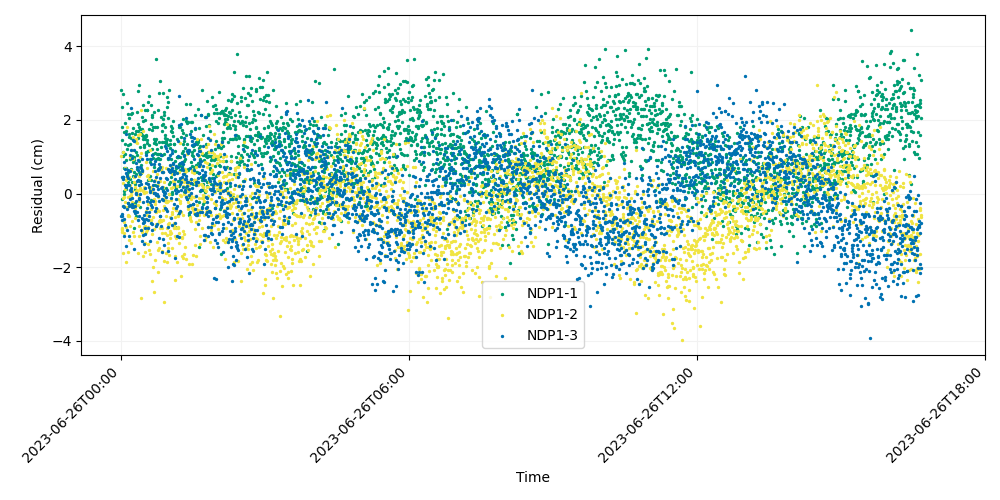 4
2
0
−2
−4
Residual (cm)
NDP1-1
NDP1-2
NDP1-3
2023-06-26T00:00
2023-06-26T06:00
2023-06-26T12:00
2023-06-26T18:00
Time